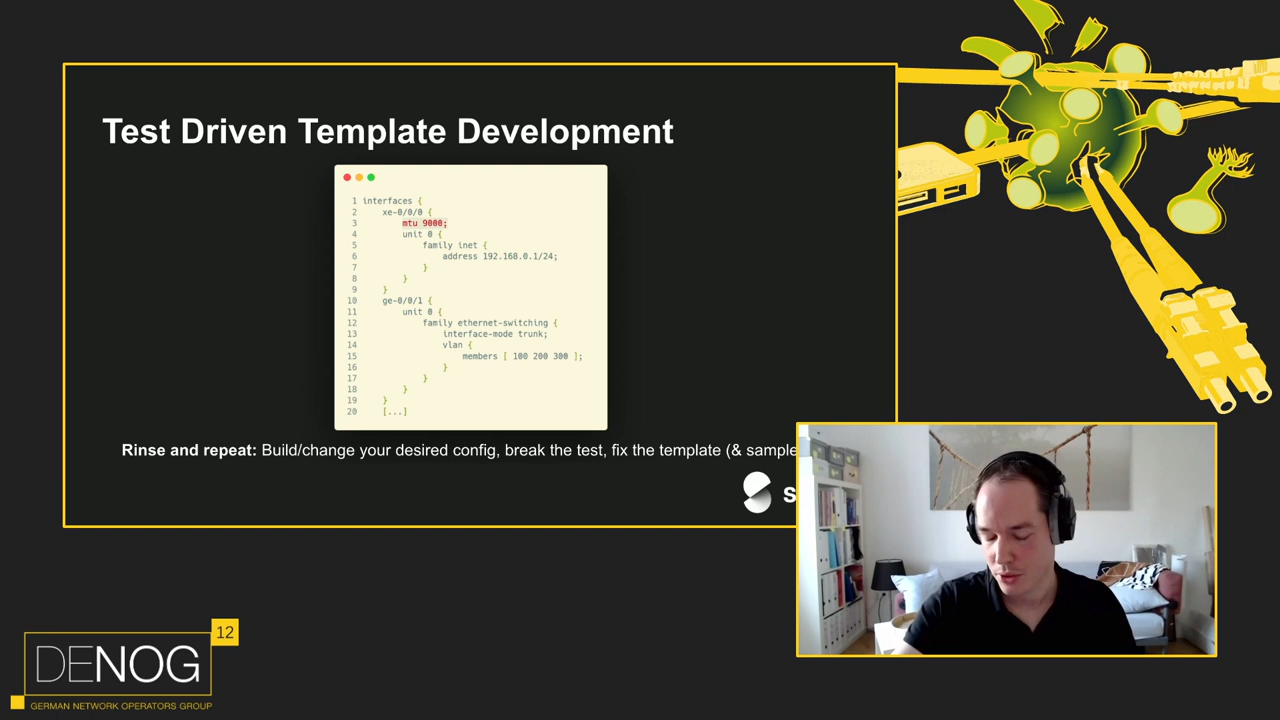 Test Driven Template Development
1 interfaces {
2 xe-0/0/0 {
3 mtu 9000;
4 unit 0 {
5 family inet {
6 address 192.168.0.1/24;
7 }
8 }
9 }
10 ge-0/0/1 {
11 unit 0 {
12 family ethernet-switching {
13 interface-mode trunk;
14 vlan {
15 members [ 100 200 300 ];
16 }
17 }
18 }
19 }
20 [...]
Rinse and repeat: Build/change your desired config, break the test, fix the template (& sample
S
12
DENOG
GERMAN NETWORK OPERATORS GROUP